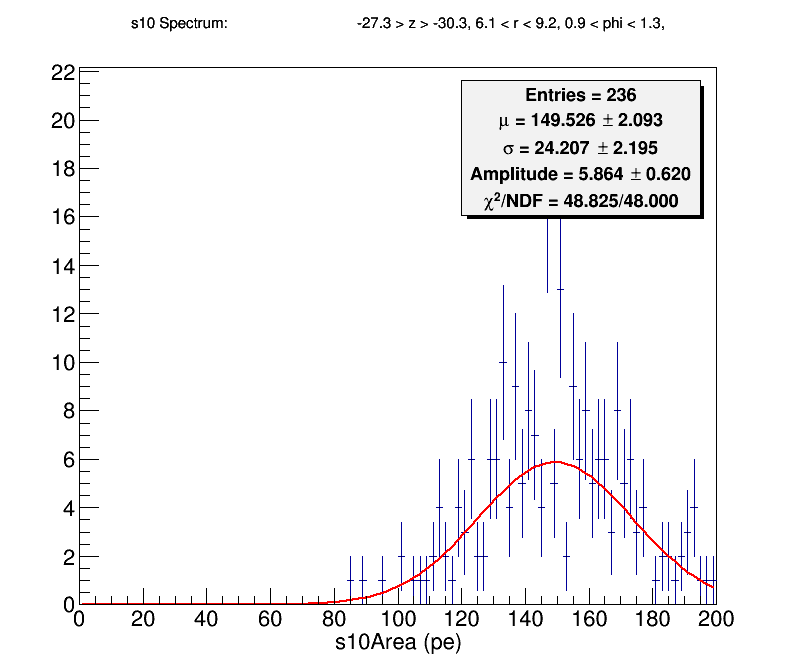 s10 Spectrum: -27.3 > z > -30.3, 6.1 < r < 9.2, 0.9 < phi < 1.3,
Entries = 236
μ = 149.526 ± 2.093
σ = 24.207 ± 2.195
Amplitude = 5.864 ± 0.620
χ²/NDF = 48.825/48.000
22
20
18
16
14
12
10
8
6
4
2
0
0 20 40 60 80 100 120 140 160 180 200
s10Area (pe)